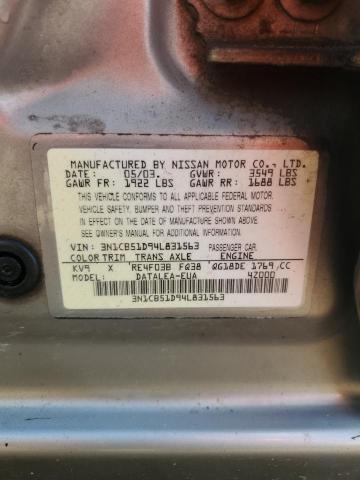 MANUFACTURED BY NISSAN MOTOR CO., LTD.
DATE: 05/03. GVWR: 3549 LBS
GAWR FR: 1922 LBS GAWR RR: 1688 LBS
THIS VEHICLE CONFORMS TO ALL APPLICABLE FEDERAL MOTOR
VEHICLE SAFETY, BUMPER AND THEFT PREVENTION STANDARDS
IN EFFECT ON THE DATE OF MANUFACTURE SHOWN ABOVE.
SEE OWNER'S MANUAL FOR ADDITIONAL INFORMATION.
VIN: 3N1CB51D94L831563 PASSENGER CAR.
COLOR TRIM TRANS AXLE ENGINE
KV9 X RE4F03B FQ38 QG18DE 1769 CC
MODEL: DATALEA-EUA 42000
3N1CB51D94L831563